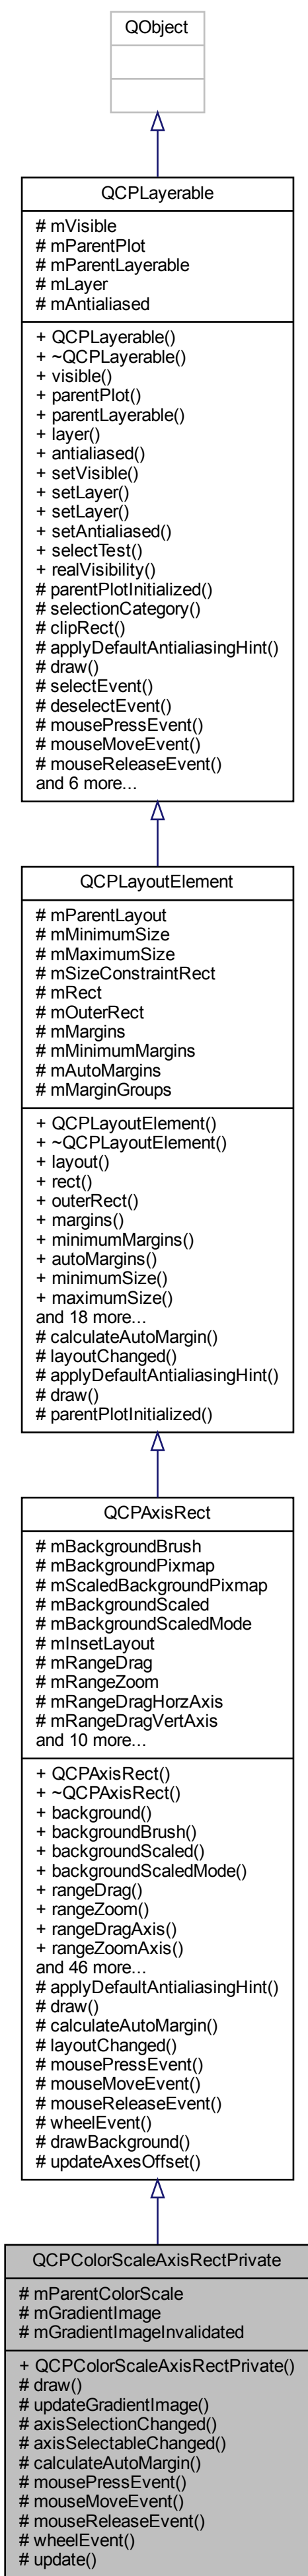 QObject
QCPLayerable
# mVisible
# mParentPlot
# mParentLayerable
# mLayer
# mAntialiased
+ QCPLayerable()
+ ~QCPLayerable()
+ visible()
+ parentPlot()
+ parentLayerable()
+ layer()
+ antialiased()
+ setVisible()
+ setLayer()
+ setLayer()
+ setAntialiased()
+ selectTest()
+ realVisibility()
# parentPlotInitialized()
# selectionCategory()
# clipRect()
# applyDefaultAntialiasingHint()
# draw()
# selectEvent()
# deselectEvent()
# mousePressEvent()
# mouseMoveEvent()
# mouseReleaseEvent()
and 6 more...
QCPLayoutElement
# mParentLayout
# mMinimumSize
# mMaximumSize
# mSizeConstraintRect
# mRect
# mOuterRect
# mMargins
# mMinimumMargins
# mAutoMargins
# mMarginGroups
+ QCPLayoutElement()
+ ~QCPLayoutElement()
+ layout()
+ rect()
+ outerRect()
+ margins()
+ minimumMargins()
+ autoMargins()
+ minimumSize()
+ maximumSize()
and 18 more...
# calculateAutoMargin()
# layoutChanged()
# applyDefaultAntialiasingHint()
# draw()
# parentPlotInitialized()
QCPAxisRect
# mBackgroundBrush
# mBackgroundPixmap
# mScaledBackgroundPixmap
# mBackgroundScaled
# mBackgroundScaledMode
# mInsetLayout
# mRangeDrag
# mRangeZoom
# mRangeDragHorzAxis
# mRangeDragVertAxis
and 10 more...
+ QCPAxisRect()
+ ~QCPAxisRect()
+ background()
+ backgroundBrush()
+ backgroundScaled()
+ backgroundScaledMode()
+ rangeDrag()
+ rangeZoom()
+ rangeDragAxis()
+ rangeZoomAxis()
and 46 more...
# applyDefaultAntialiasingHint()
# draw()
# calculateAutoMargin()
# layoutChanged()
# mousePressEvent()
# mouseMoveEvent()
# mouseReleaseEvent()
# wheelEvent()
# drawBackground()
# updateAxesOffset()
QCPColorScaleAxisRectPrivate
# mParentColorScale
# mGradientImage
# mGradientImageInvalidated
+ QCPColorScaleAxisRectPrivate()
# draw()
# updateGradientImage()
# axisSelectionChanged()
# axisSelectableChanged()
# calculateAutoMargin()
# mousePressEvent()
# mouseMoveEvent()
# mouseReleaseEvent()
# wheelEvent()
# update()